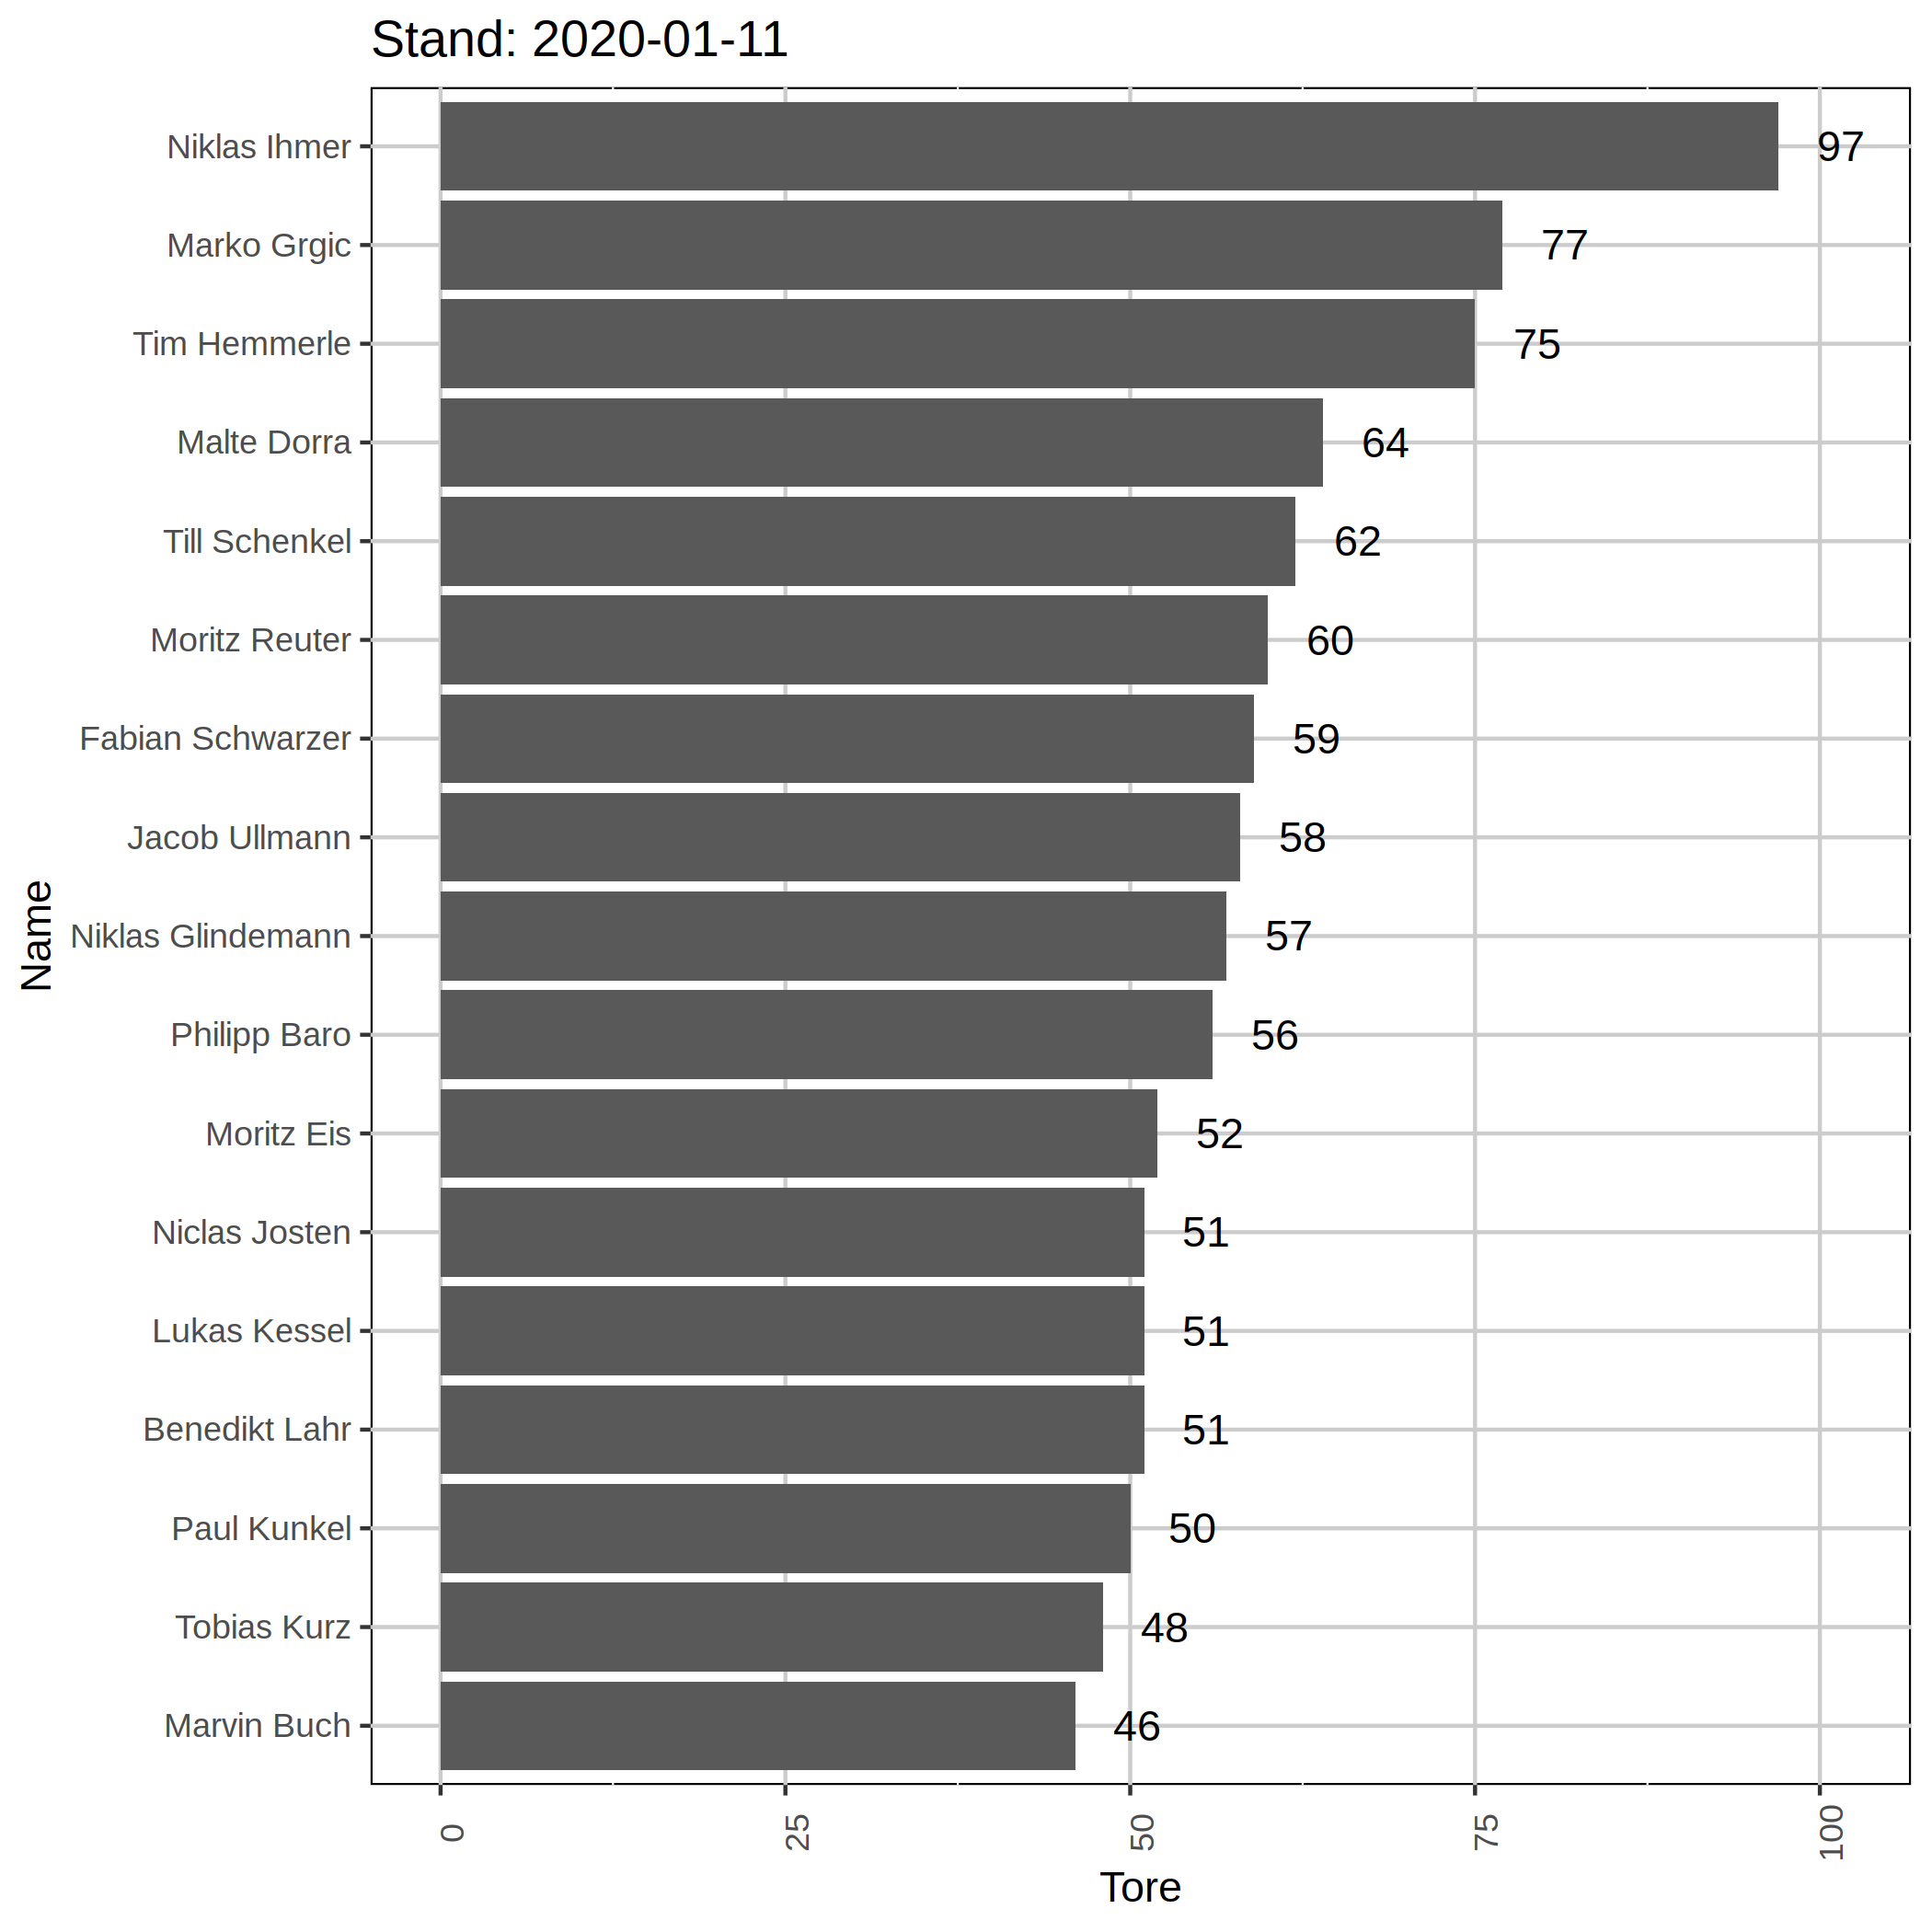 Stand: 2020-01-11
Niklas Ihmer 97
Marko Grgic 77
Tim Hemmerle 75
Malte Dorra 64
Till Schenkel 62
Moritz Reuter 60
Fabian Schwarzer 59
Jacob Ullmann 58
Niklas Glindemann 57
Philipp Baro 56
Moritz Eis 52
Niclas Josten 51
Lukas Kessel 51
Benedikt Lahr 51
Paul Kunkel 50
Tobias Kurz 48
Marvin Buch 46
Name
0 25 50 75 100
Tore